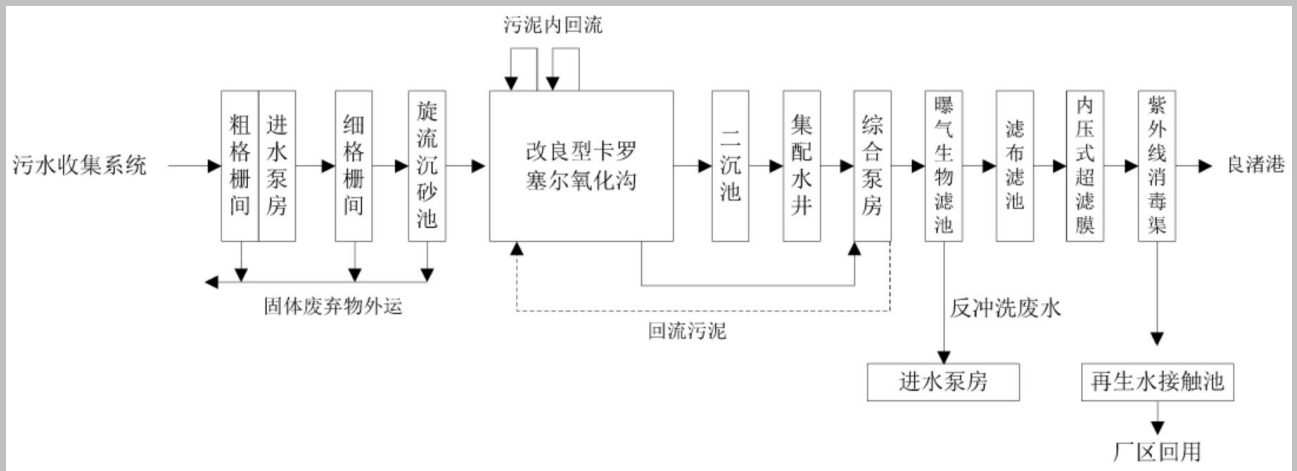 污泥内回流
污水收集系统
粗格栅间
进水泵房
细格栅间
旋流沉砂池
改良型卡罗
塞尔氧化沟
二沉池
集配水井
综合泵房
曝气生物滤池
滤布滤池
内压式超滤膜
紫外线消毒渠
良渚港
固体废弃物外运
回流污泥
反冲洗废水
进水泵房
再生水接触池
厂区回用